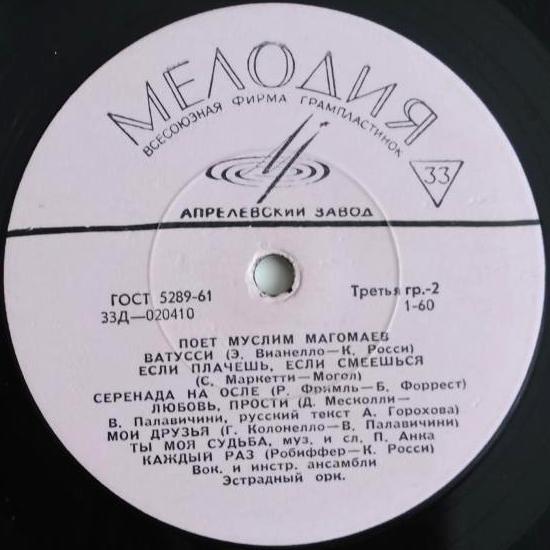 МЕЛОДИЯ
ВСЕСОЮЗНАЯ ФИРМА ГРАМПЛАСТИНОК
33
АПРЕЛЕВСКИЙ ЗАВОД
ГОСТ 5289-61
Третья гр.-2
33Д—020410
1-60
ПОЕТ МУСЛИМ МАГОМАЕВ
ВАТУССИ (Э. Вианелло—К. Росси)
ЕСЛИ ПЛАЧЕШЬ, ЕСЛИ СМЕЕШЬСЯ
(С. Маркетти—Могол)
СЕРЕНАДА НА ОСЛЕ (Р. Фримль—Б. Форрест)
ЛЮБОВЬ, ПРОСТИ (Д. Месколли—
В. Палавичини, русский текст А. Горохова)
МОИ ДРУЗЬЯ (Г. Колонелло—В. Палавичини)
ТЫ МОЯ СУДЬБА, муз. и сл. П. Анка
КАЖДЫЙ РАЗ (Робиффер—К. Росси)
Вок. и инстр. ансамбли
Эстрадный орк.